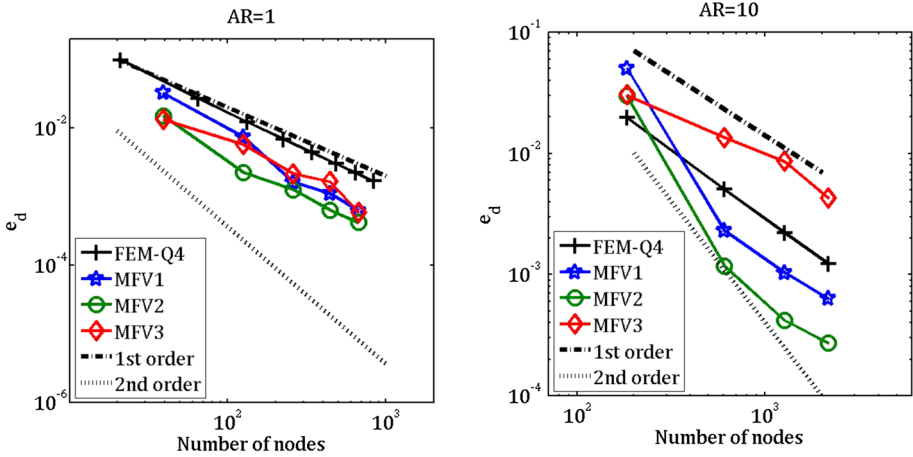 AR=1
10^-2
10^-4
10^-6
10^2
10^3
e_d
Number of nodes
FEM-Q4
MFV1
MFV2
MFV3
1st order
2nd order
AR=10
10^-1
10^-2
10^-3
10^-4
10^2
10^3
e_d
Number of nodes
FEM-Q4
MFV1
MFV2
MFV3
1st order
2nd order